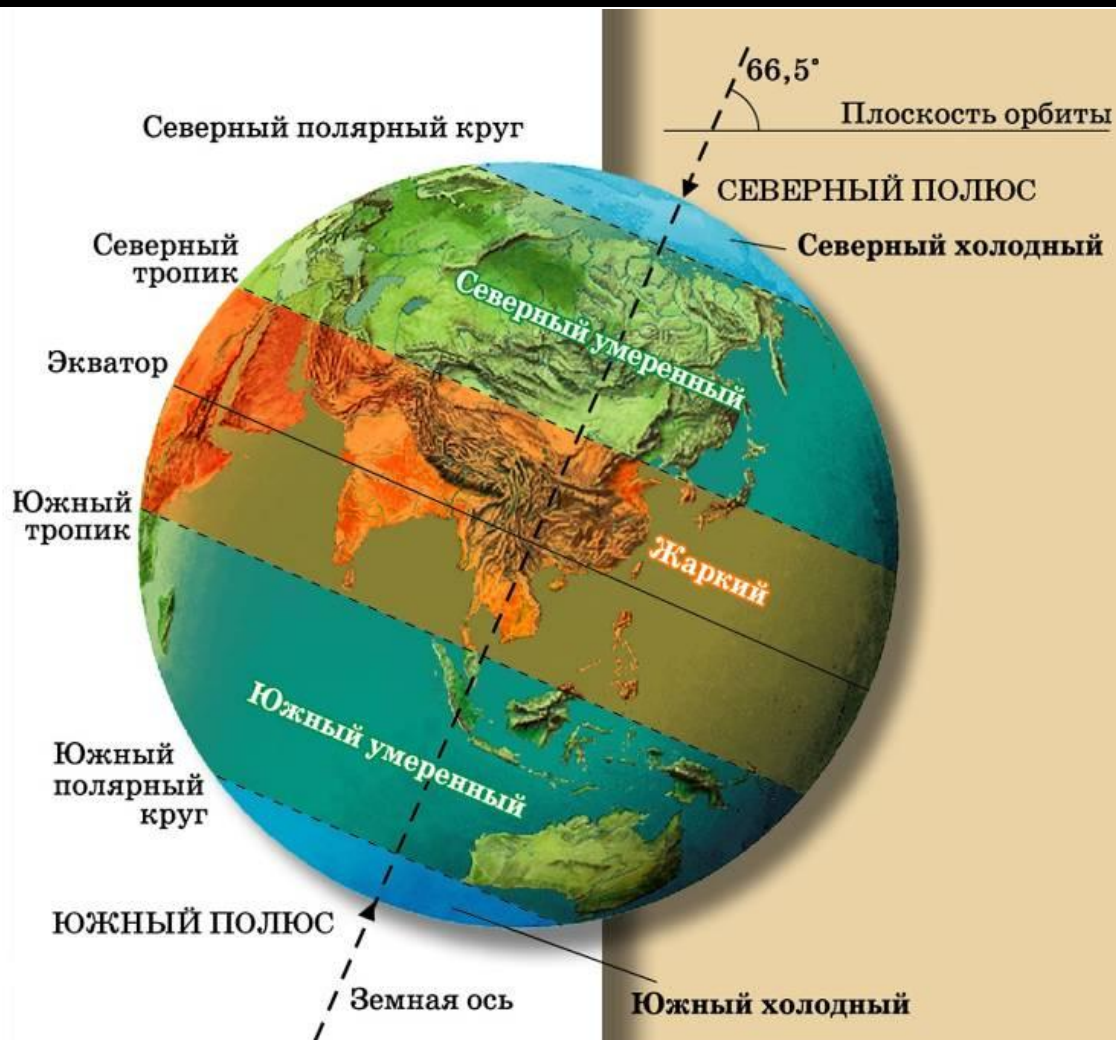 66,5°
Плоскость орбиты
Северный полярный круг
СЕВЕРНЫЙ ПОЛЮС
Северный холодный
Северный
тропик
Северный умеренный
Экватор
Южный
тропик
Жаркий
Южный умеренный
Южный
полярный
круг
ЮЖНЫЙ ПОЛЮС
Земная ось
Южный холодный